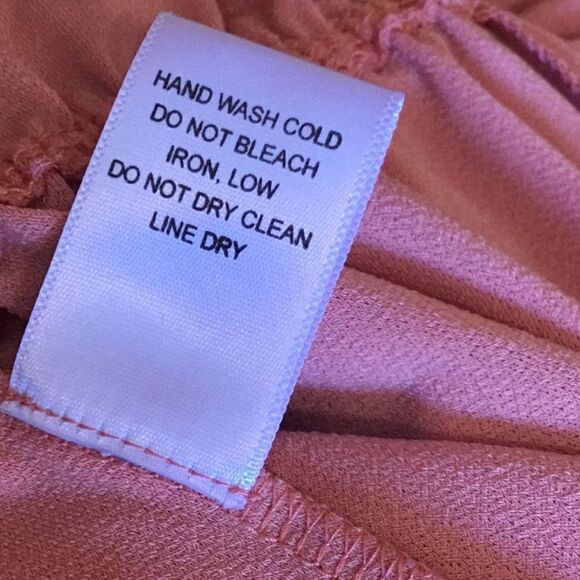 HAND WASH COLD
DO NOT BLEACH
IRON, LOW
DO NOT DRY CLEAN
LINE DRY